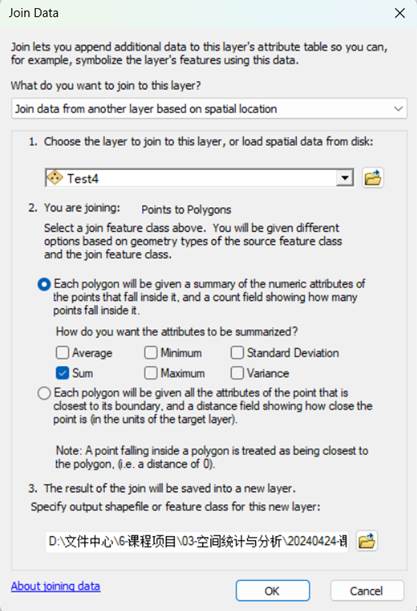 Join Data
Join lets you append additional data to this layer's attribute table so you can,
for example, symbolize the layer's features using this data.
What do you want to join to this layer?
Join data from another layer based on spatial location
1. Choose the layer to join to this layer, or load spatial data from disk:
Test4
2. You are joining: Points to Polygons
Select a join feature class above. You will be given different
options based on geometry types of the source feature class
and the join feature class.
Each polygon will be given a summary of the numeric attributes of
the points that fall inside it, and a count field showing how many
points fall inside it.
How do you want the attributes to be summarized?
Average Minimum Standard Deviation
Sum Maximum Variance
Each polygon will be given all the attributes of the point that is
closest to its boundary, and a distance field showing how close the
point is (in the units of the target layer).
Note: A point falling inside a polygon is treated as being closest to
the polygon, (i.e. a distance of 0).
3. The result of the join will be saved into a new layer.
Specify output shapefile or feature class for this new layer:
D:\文件中心\6-课程项目\03-空间统计与分析\20240424-课
About joining data OK Cancel